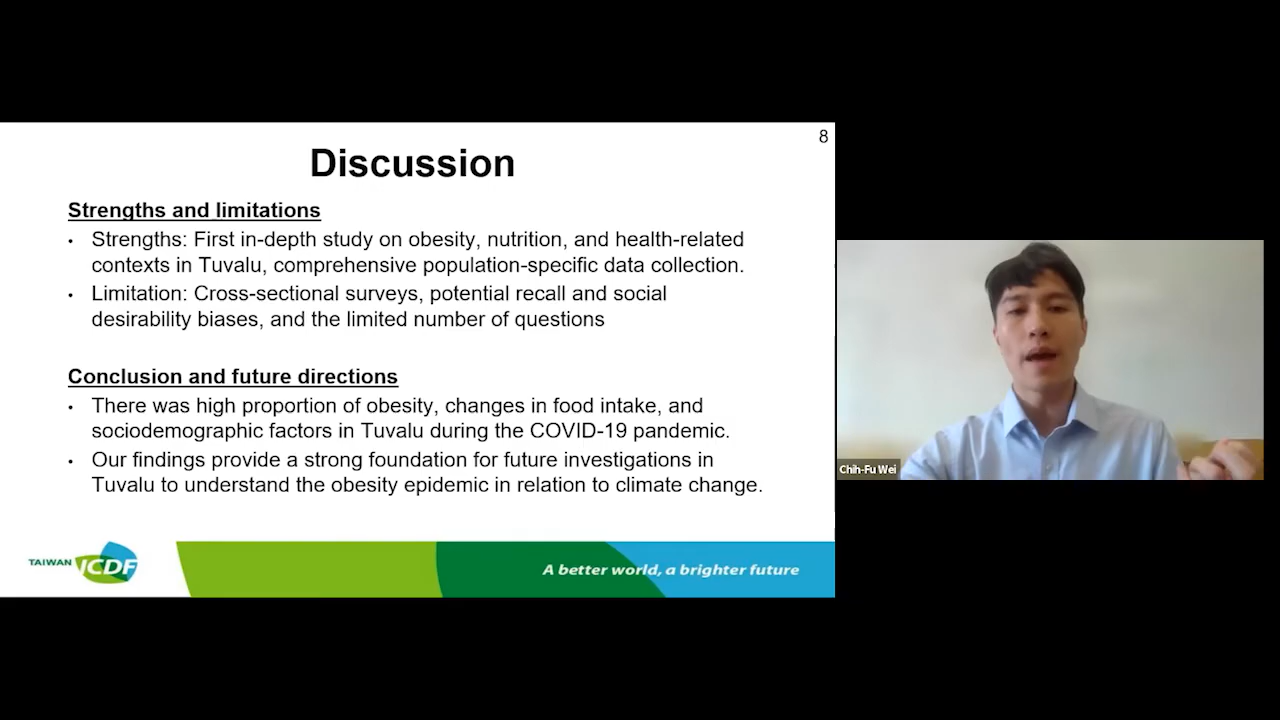 8
Discussion
Strengths and limitations
• Strengths: First in-depth study on obesity, nutrition, and health-related
contexts in Tuvalu, comprehensive population-specific data collection.
• Limitation: Cross-sectional surveys, potential recall and social
desirability biases, and the limited number of questions
Conclusion and future directions
• There was high proportion of obesity, changes in food intake, and
sociodemographic factors in Tuvalu during the COVID-19 pandemic.
• Our findings provide a strong foundation for future investigations in
Tuvalu to understand the obesity epidemic in relation to climate change.
TAIWAN ICDF
A better world, a brighter future
Chih-Fu Wei